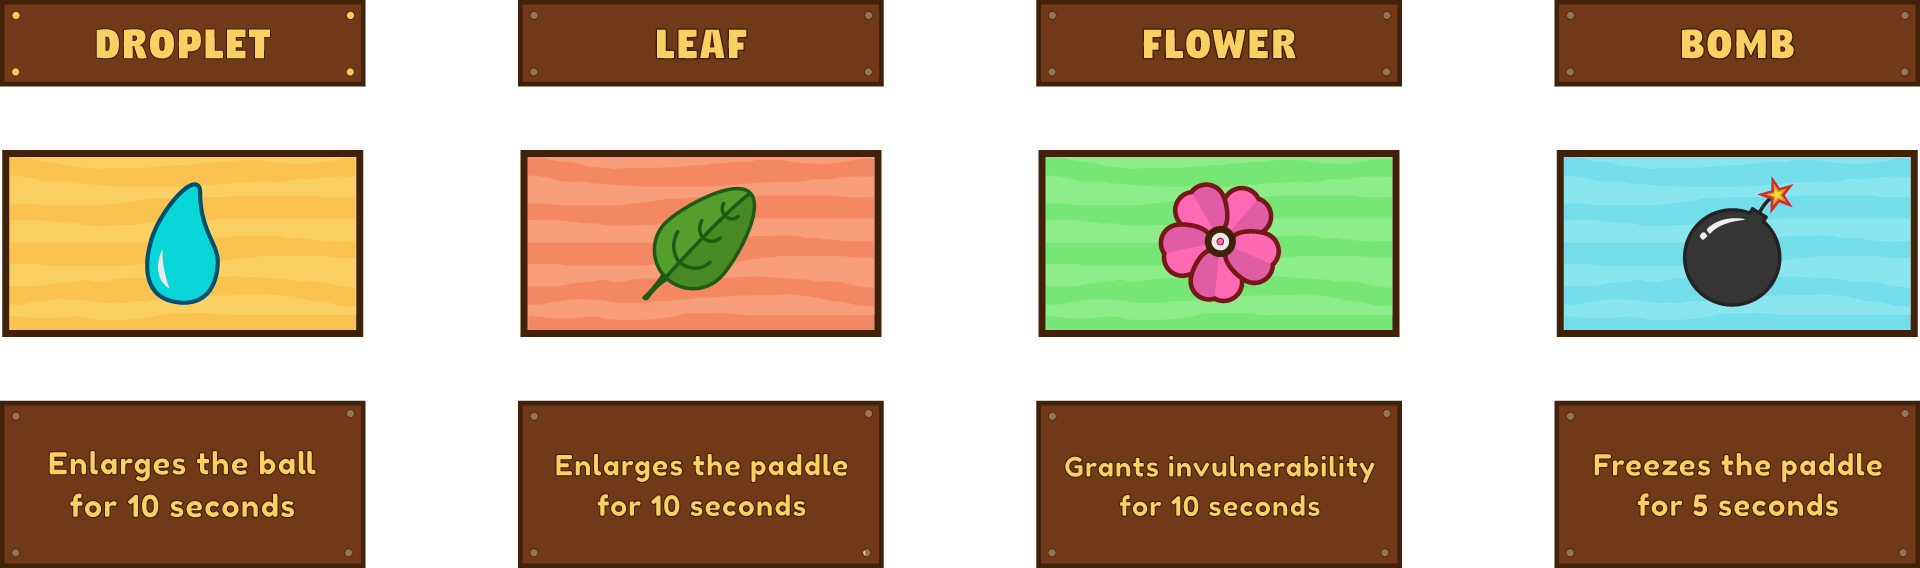 DROPLET
LEAF
FLOWER
BOMB
Enlarges the ball
for 10 seconds
Enlarges the paddle
for 10 seconds
Grants invulnerability
for 10 seconds
Freezes the paddle
for 5 seconds